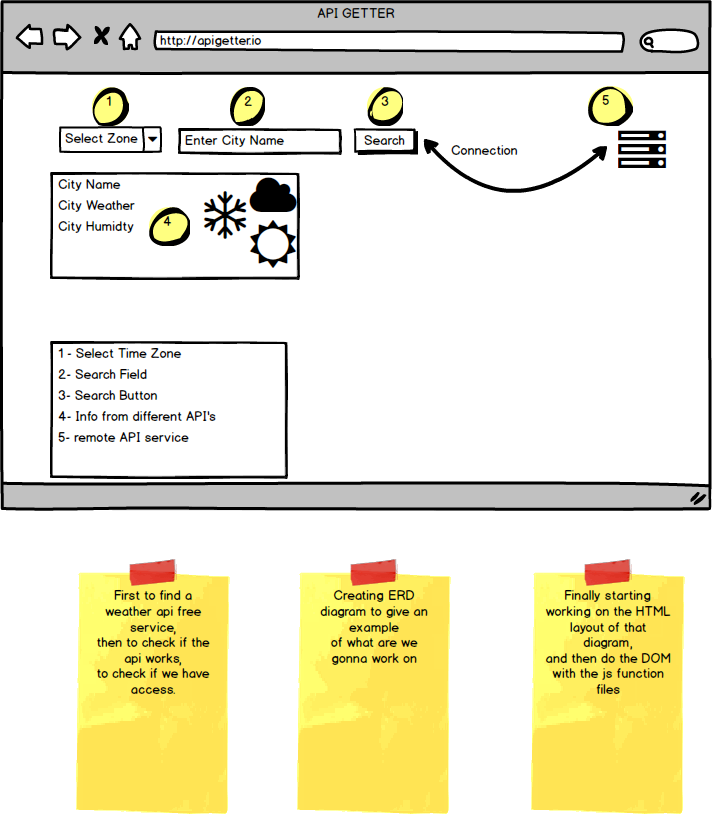 API GETTER
http://apigetter.io
1
2
3
5
Select Zone
Enter City Name
Search
Connection
City Name
City Weather
City Humidty
4
1- Select Time Zone
2- Search Field
3- Search Button
4- Info from different API's
5- remote API service
First to find a
weather api free
service,
then to check if the
api works,
to check if we have
access.
Creating ERD
diagram to give an
example
of what are we
gonna work on
Finally starting
working on the HTML
layout of that
diagram,
and then do the DOM
with the js function
files